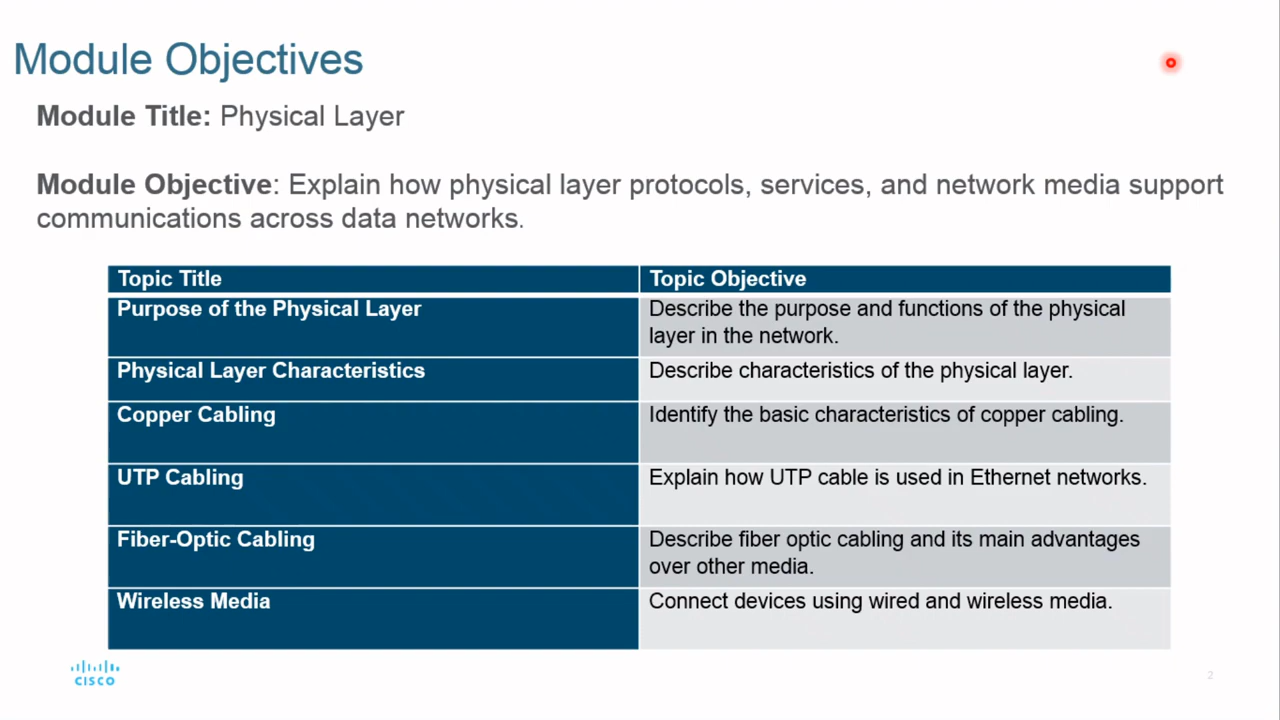 Module Objectives
Module Title: Physical Layer
Module Objective: Explain how physical layer protocols, services, and network media support
communications across data networks.
Topic Title
Topic Objective
Purpose of the Physical Layer
Describe the purpose and functions of the physical
layer in the network.
Physical Layer Characteristics
Describe characteristics of the physical layer.
Copper Cabling
Identify the basic characteristics of copper cabling.
UTP Cabling
Explain how UTP cable is used in Ethernet networks.
Fiber-Optic Cabling
Describe fiber optic cabling and its main advantages
over other media.
Wireless Media
Connect devices using wired and wireless media.
CISCO
2